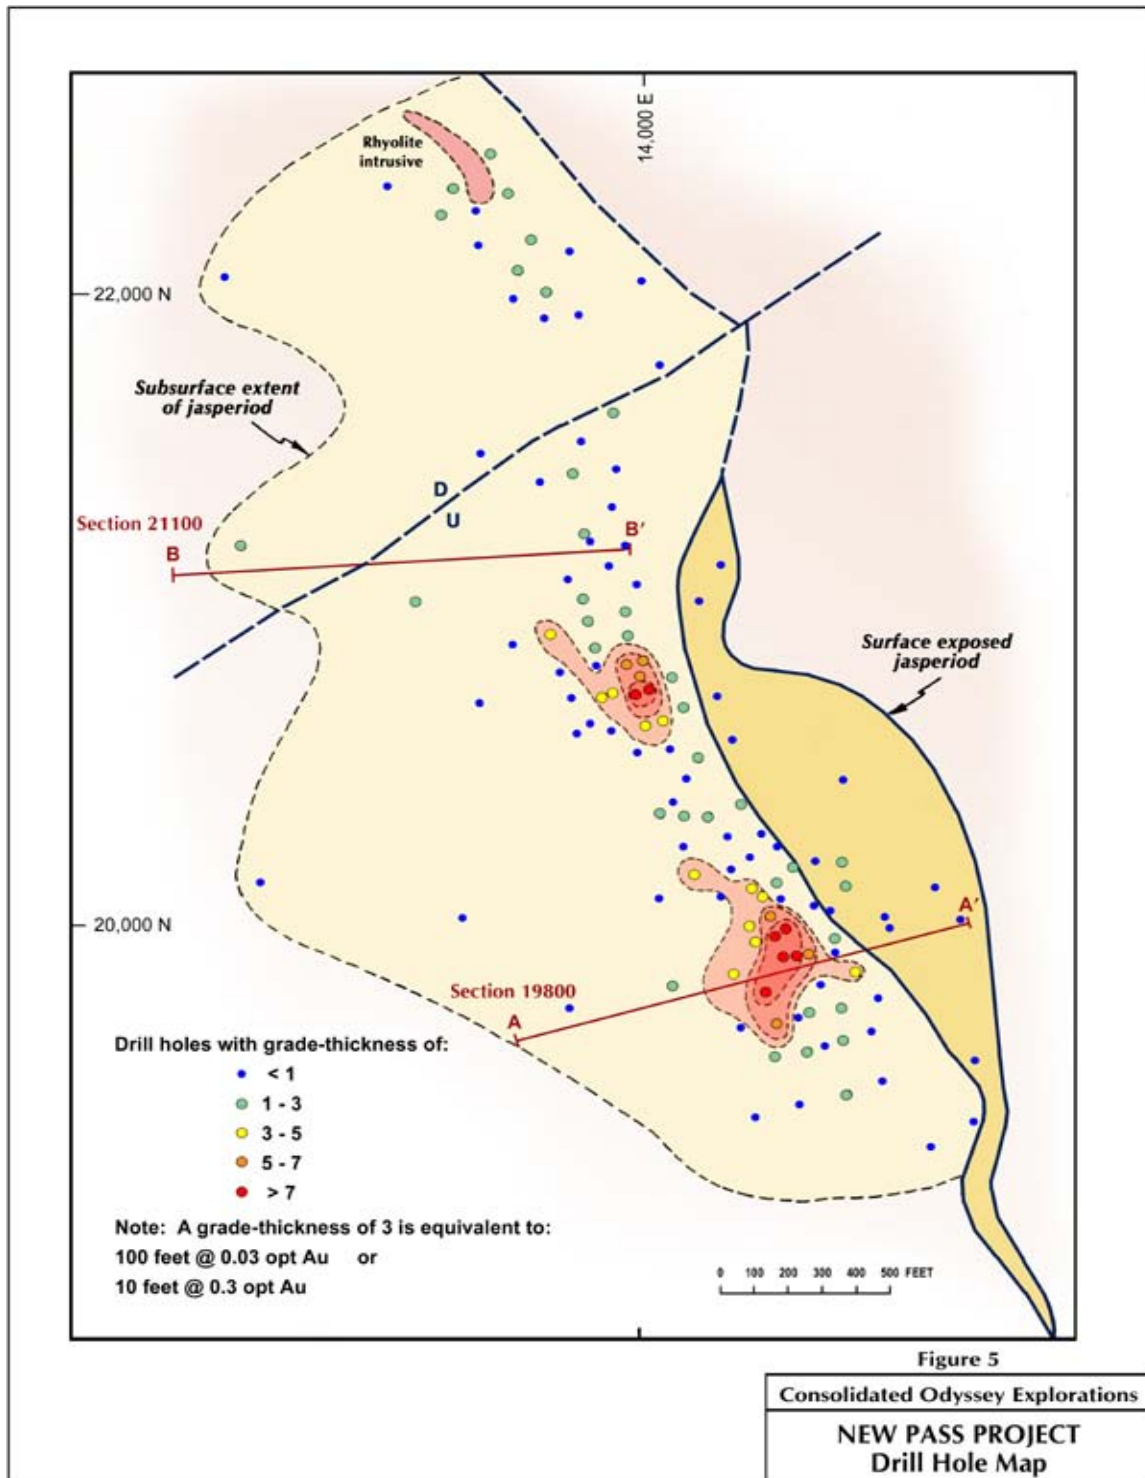 14,000 E
Rhyolite
intrusive
22,000 N
Subsurface extent
of jasperiod
D
U
Section 21100
B
B'
Surface exposed
jasperiod
20,000 N
A'
Section 19800
A
Drill holes with grade-thickness of:
< 1
1 - 3
3 - 5
5 - 7
> 7
Note: A grade-thickness of 3 is equivalent to:
100 feet @ 0.03 opt Au or
10 feet @ 0.3 opt Au
0 100 200 300 400 500 FEET
Figure 5
Consolidated Odyssey Explorations
NEW PASS PROJECT
Drill Hole Map